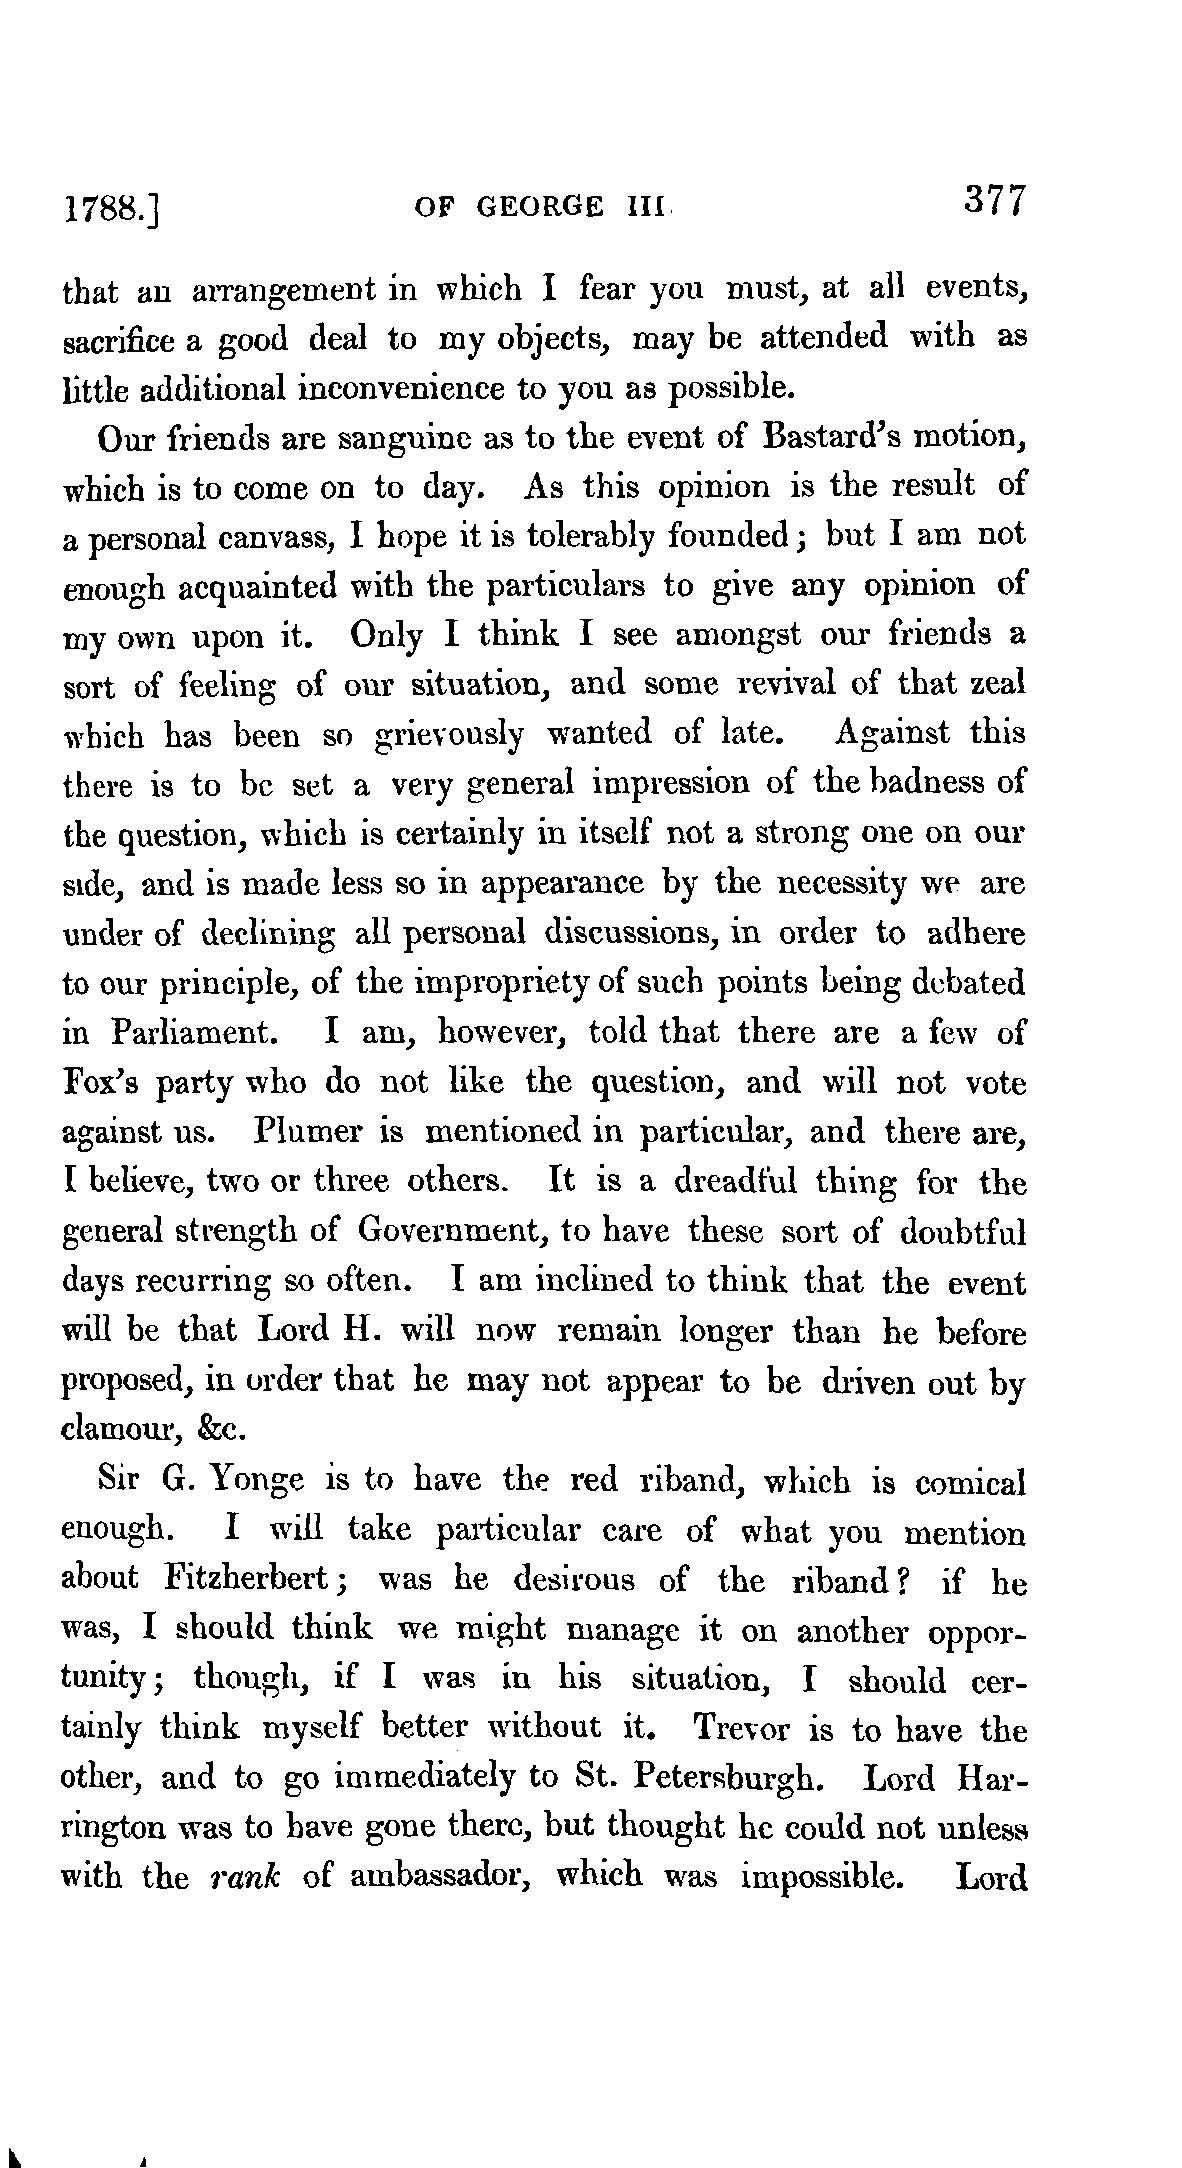 1788.] OF GEORGE III. 377
that an arrangement in which I fear you must, at all events,
sacrifice a good deal to my objects, may be attended with as
little additional inconvenience to you as possible.
Our friends are sanguine as to the event of Bastard's motion,
which is to come on to day. As this opinion is the result of
a personal canvass, I hope it is tolerably founded; but I am not
enough acquainted with the particulars to give any opinion of
my own upon it. Only I think I see amongst our friends a
sort of feeling of our situation, and some revival of that zeal
which has been so grievously wanted of late. Against this
there is to be set a very general impression of the badness of
the question, which is certainly in itself not a strong one on our
side, and is made less so in appearance by the necessity we are
under of declining all personal discussions, in order to adhere
to our principle, of the impropriety of such points being debated
in Parliament. I am, however, told that there are a few of
Fox's party who do not like the question, and will not vote
against us. Plumer is mentioned in particular, and there are,
I believe, two or three others. It is a dreadful thing for the
general strength of Government, to have these sort of doubtful
days recurring so often. I am inclined to think that the event
will be that Lord H. will now remain longer than he before
proposed, in order that he may not appear to be driven out by
clamour, &c.
Sir G. Yonge is to have the red riband, which is comical
enough. I will take particular care of what you mention
about Fitzherbert; was he desirous of the riband? if he
was, I should think we might manage it on another oppor-
tunity; though, if I was in his situation, I should cer-
tainly think myself better without it. Trevor is to have the
other, and to go immediately to St. Petersburgh. Lord Har-
rington was to have gone there, but thought he could not unless
with the rank of ambassador, which was impossible. Lord